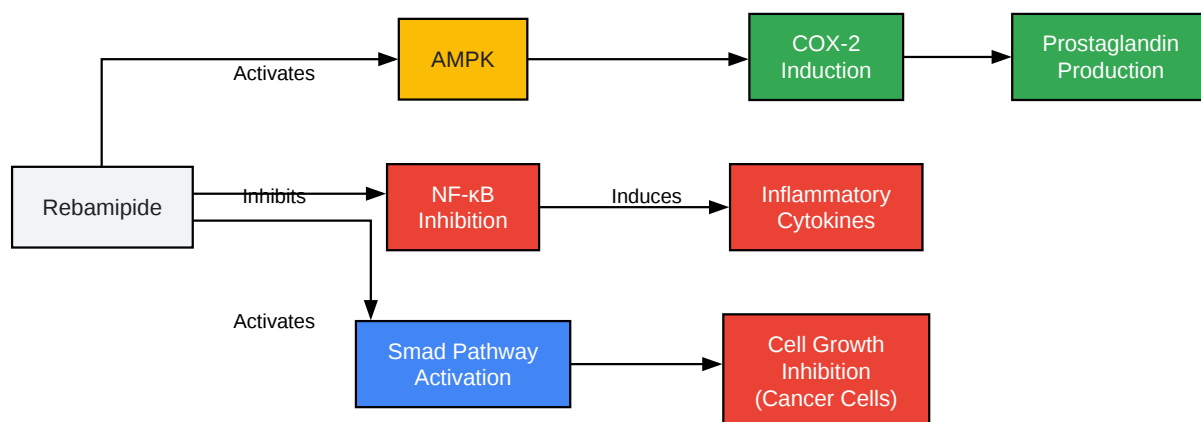 Activates
AMPK
COX-2
Induction
Prostaglandin
Production
Rebamipide
Inhibits
NF-κB
Inhibition
Induces
Inflammatory
Cytokines
Activates
Smad Pathway
Activation
Cell Growth
Inhibition
(Cancer Cells)